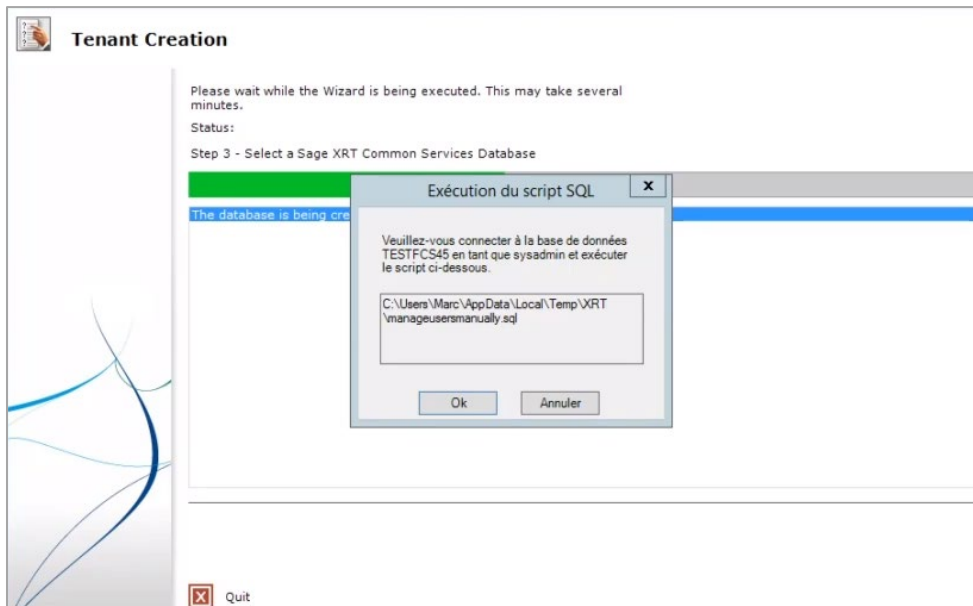 Tenant Creation
Please wait while the Wizard is being executed. This may take several
minutes.
Status:
Step 3 - Select a Sage XRT Common Services Database
The database is being cre
Exécution du script SQL
x
Veuillez-vous connecter à la base de données
TESTFCS45 en tant que sysadmin et exécuter
le script ci-dessous.
C:\Users\Marc\AppData\Local\Temp\XRT
\manageusersmanually.sql
Ok
Annuler
X
Quit